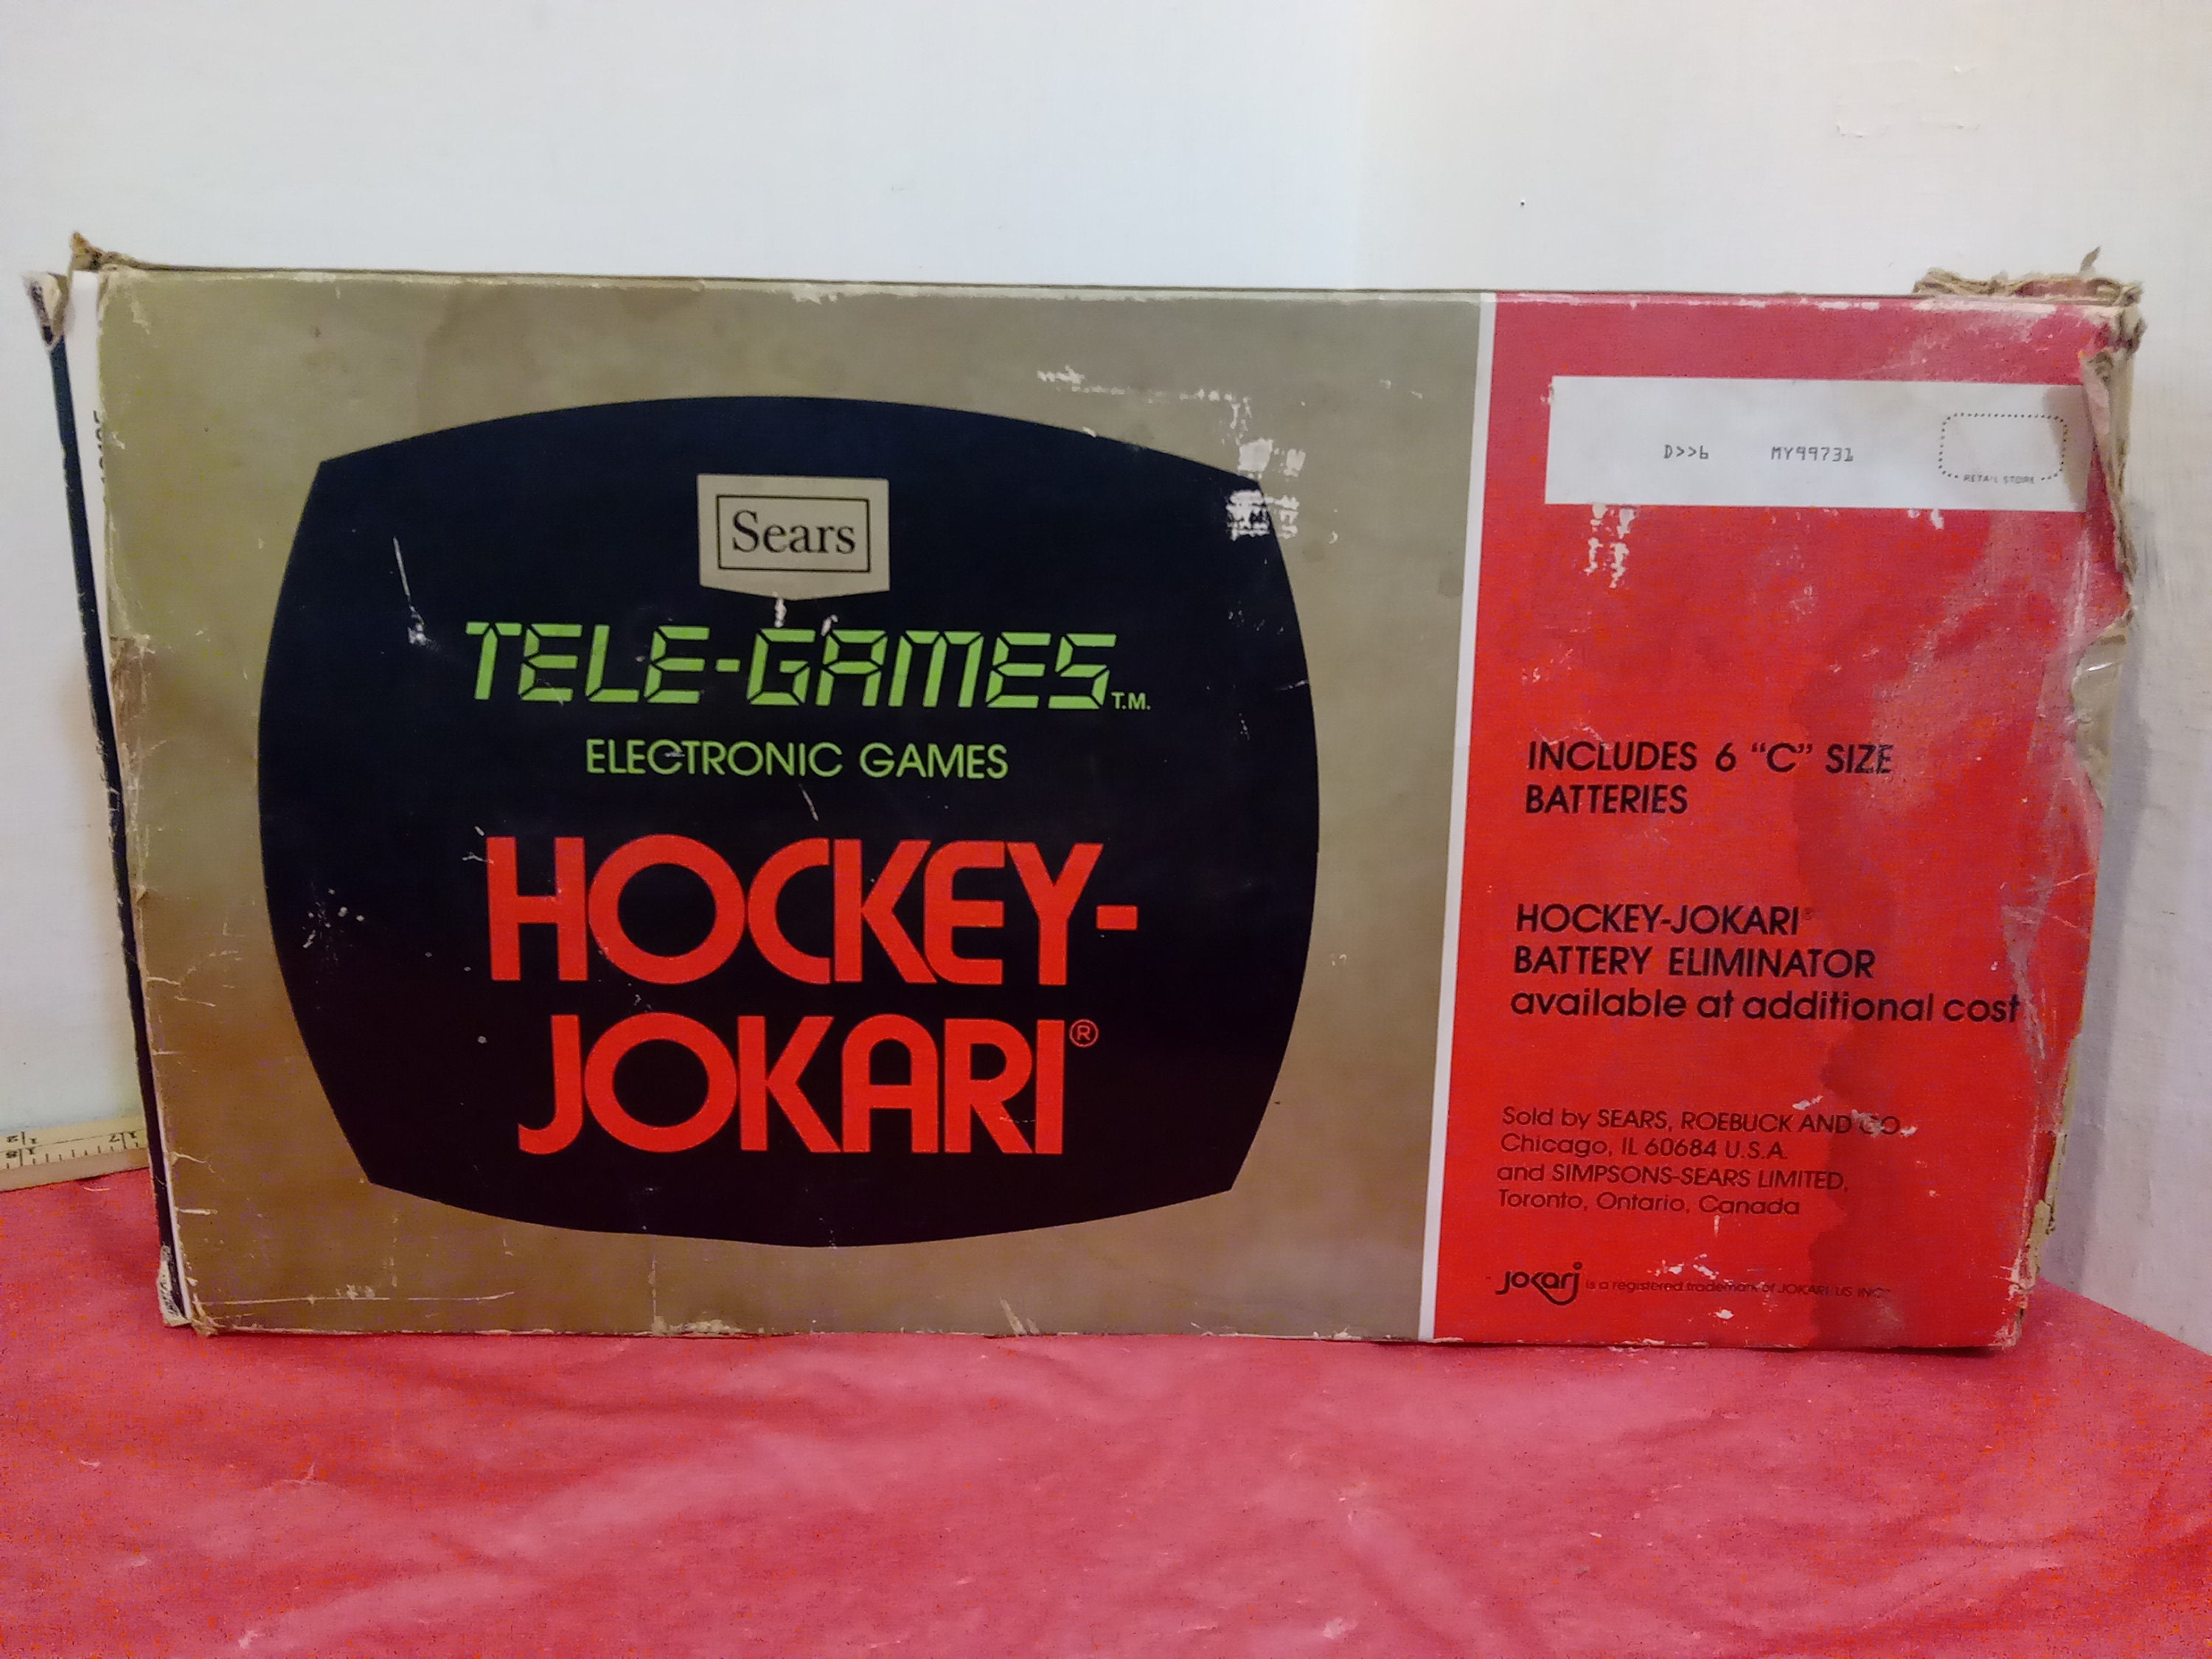 Sears
TELE-GAMES T.M.
ELECTRONIC GAMES
HOCKEY-
JOKARI®
D>>6 MY99731
RETAIL STORE
INCLUDES 6 “C” SIZE
BATTERIES
HOCKEY-JOKARI®
BATTERY ELIMINATOR
available at additional cost
Sold by SEARS, ROEBUCK AND CO.
Chicago, IL 60684 U.S.A.
and SIMPSONS-SEARS LIMITED,
Toronto, Ontario, Canada
Jokari is a registered trademark of JOKARI/US INC.